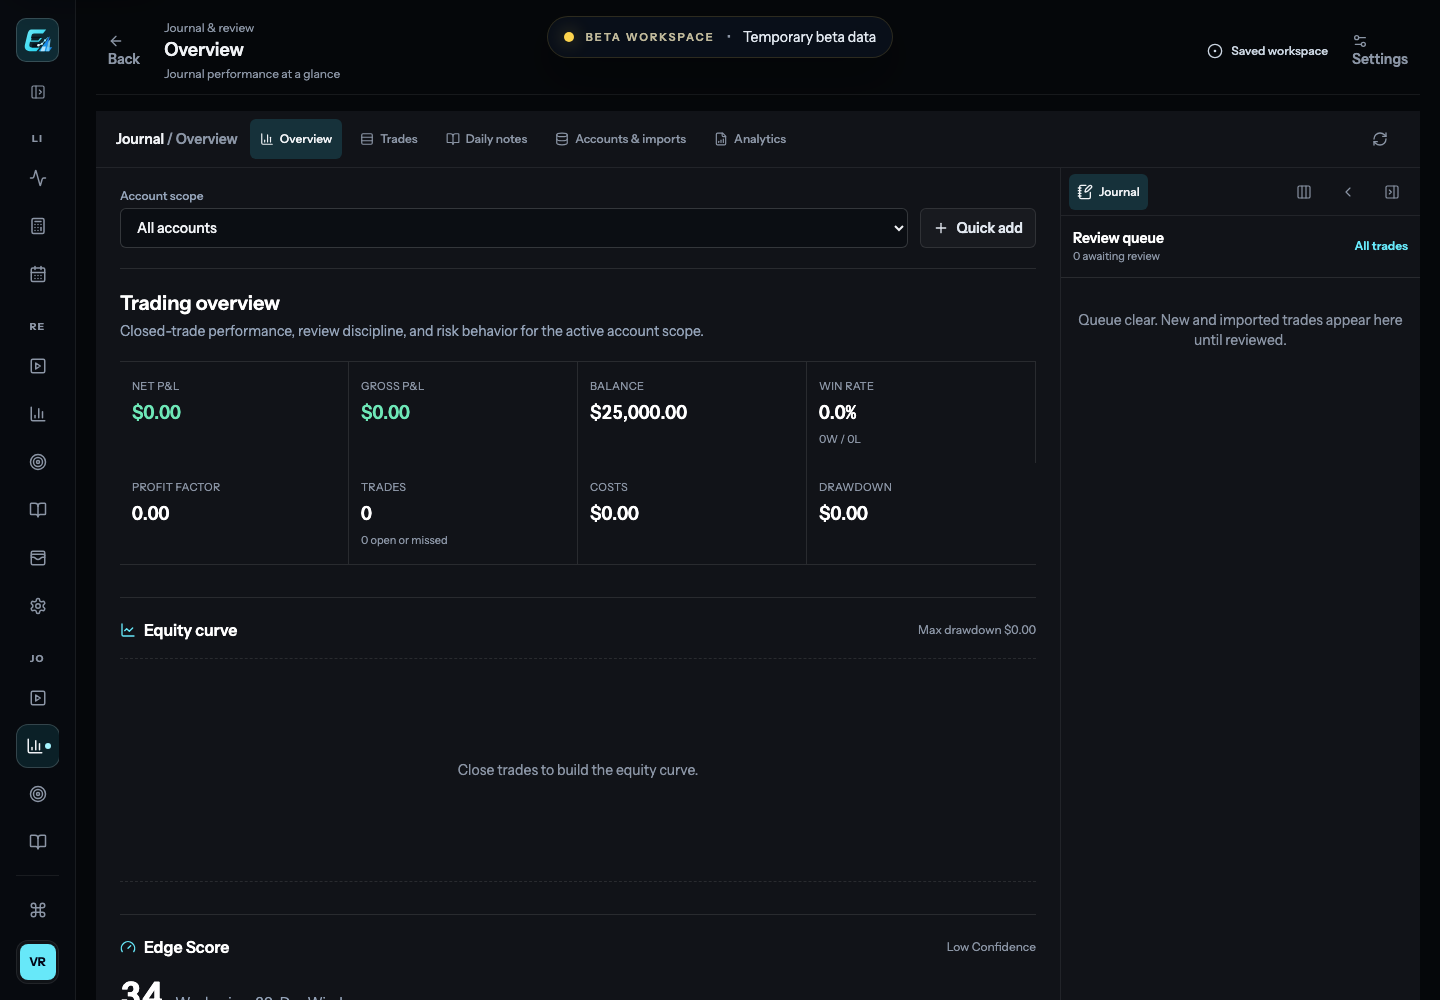 Journal & review
Back
Overview
Journal performance at a glance
BETA WORKSPACE • Temporary beta data
Saved workspace
Settings
LI
RE
JO
VR
Journal / Overview
Overview
Trades
Daily notes
Accounts & imports
Analytics
Account scope
All accounts
Quick add
Trading overview
Closed-trade performance, review discipline, and risk behavior for the active account scope.
NET P&L
$0.00
GROSS P&L
$0.00
BALANCE
$25,000.00
WIN RATE
0.0%
0W / 0L
PROFIT FACTOR
0.00
TRADES
0
0 open or missed
COSTS
$0.00
DRAWDOWN
$0.00
Equity curve
Max drawdown $0.00
Close trades to build the equity curve.
Edge Score
Low Confidence
34
Journal
Review queue
0 awaiting review
All trades
Queue clear. New and imported trades appear here
until reviewed.